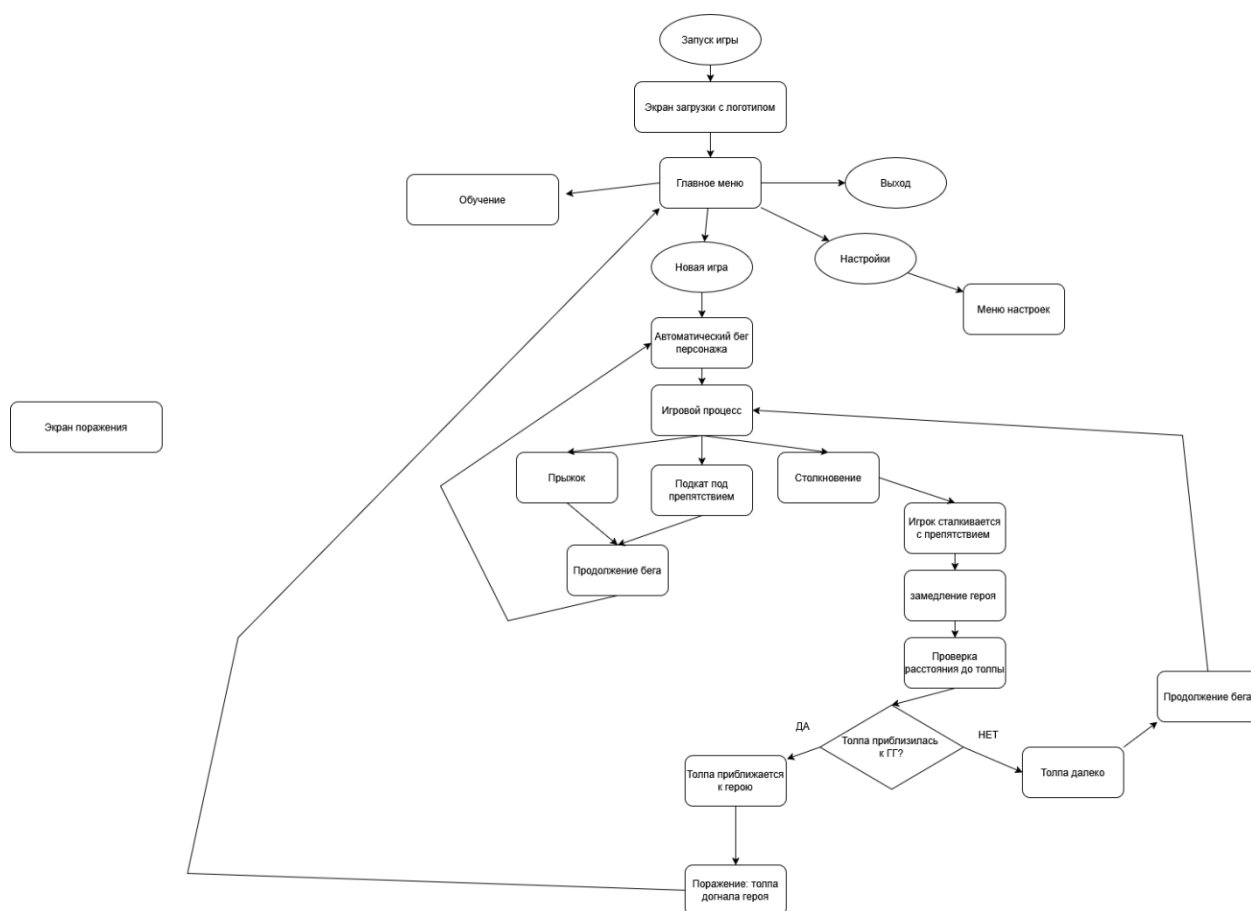 Запуск игры
Экран загрузки с логотипом
Главное меню
Выход
Обучение
Новая игра
Настройки
Меню настроек
Автоматический бег
персонажа
Игровой процесс
Экран поражения
Прыжок
Подкат под
препятствием
Столкновение
Игрок сталкивается
с препятствием
Продолжение бега
замедление героя
Проверка
расстояния до толпы
Продолжение бега
ДА
Толпа приблизилась
к ГГ?
НЕТ
Толпа приближается
к герою
Толпа далеко
Поражение: толпа
догнала героя